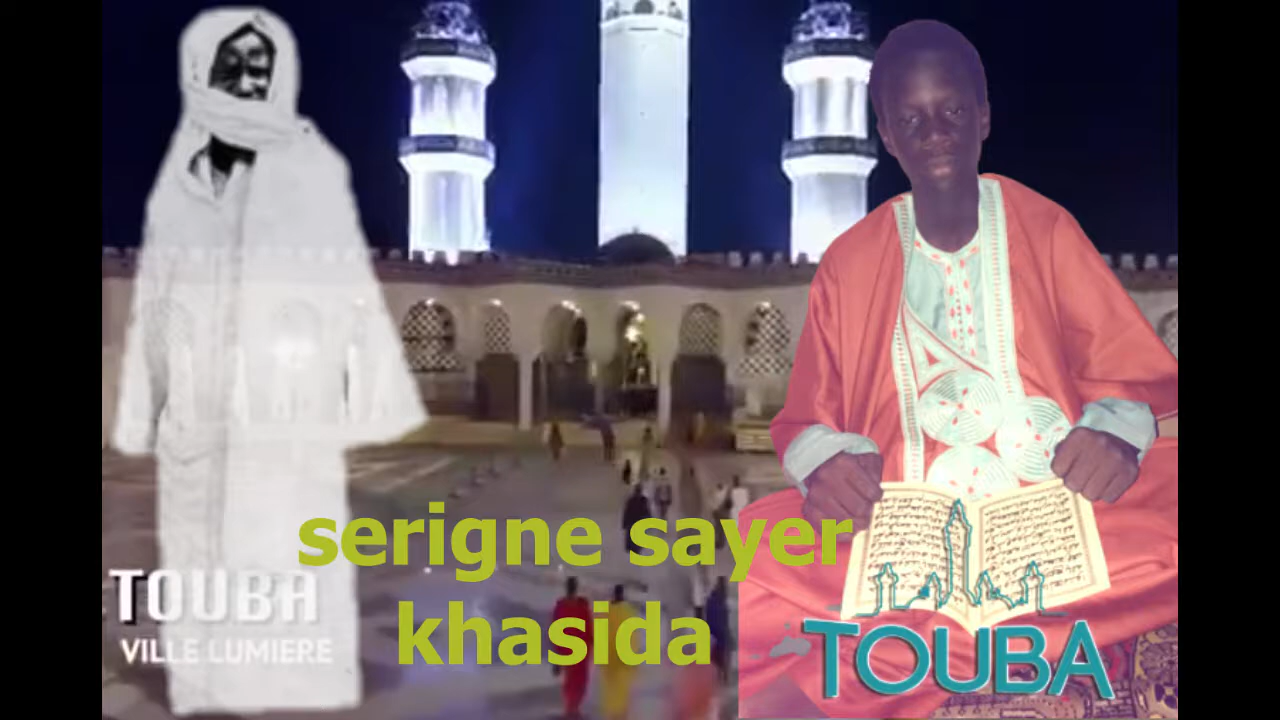 serigne sayer
khasida
TOUBA
VILLE LUMIERE
TOUBA